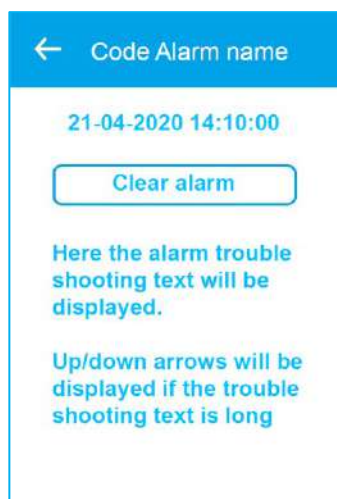 Code Alarm name
21-04-2020 14:10:00
Clear alarm
Here the alarm trouble
shooting text will be
displayed.
Up/down arrows will be
displayed if the trouble
shooting text is long